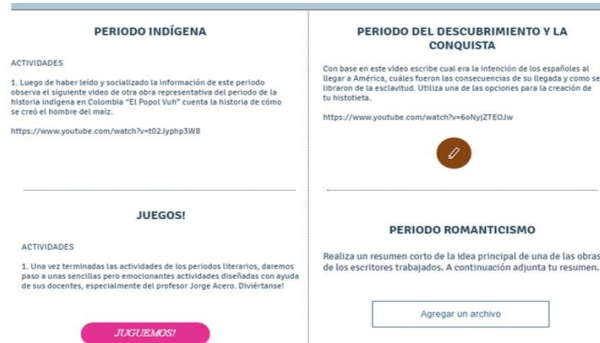 PERIODO INDÍGENA
ACTIVIDADES
1. Luego de haber leído y socializado la información de este periodo
observa el siguiente video de otra obra representativa del periodo de la
historia indígena en Colombia “El Popol Vuh” cuenta la historia de cómo
se creó el hombre del maíz.
https://www.youtube.com/watch?v=t02Jyphp3W8
PERIODO DEL DESCUBRIMIENTO Y LA
CONQUISTA
Con base en este video escribe cual era la intención de los españoles al
llegar a América, cuáles fueron las consecuencias de su llegada y como se
libraron de la esclavitud. Utiliza una de las opciones para la creación de
tu histotieta.
https://www.youtube.com/watch?v=6oNyjZTEOJw
JUEGOS!
ACTIVIDADES
1. Una vez terminadas las actividades de los periodos literarios, daremos
paso a unas sencillas pero emocionantes actividades diseñadas con ayuda
de sus docentes, especialmente del profesor Jorge Acero. Diviértanse!
JUGUEMOS!
PERIODO ROMANTICISMO
Realiza un resumen corto de la idea principal de una de las obras
de los escritores trabajados. A continuación adjunta tu resumen.
Agregar un archivo